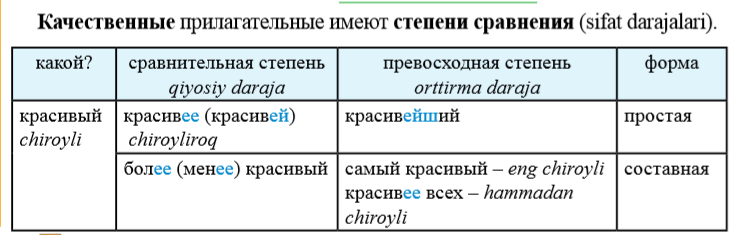 Качественные прилагательные имеют степени сравнения (sifat darajalari).
какой? сравнительная степень превосходная степень форма
qiyosiy daraja orttirma daraja
красивый красивее (красивей) красивейший простая
chiroyli chiroyliroq
более (менее) красивый самый красивый – eng chiroyli составная
красивее всех – hammadan
chiroyli